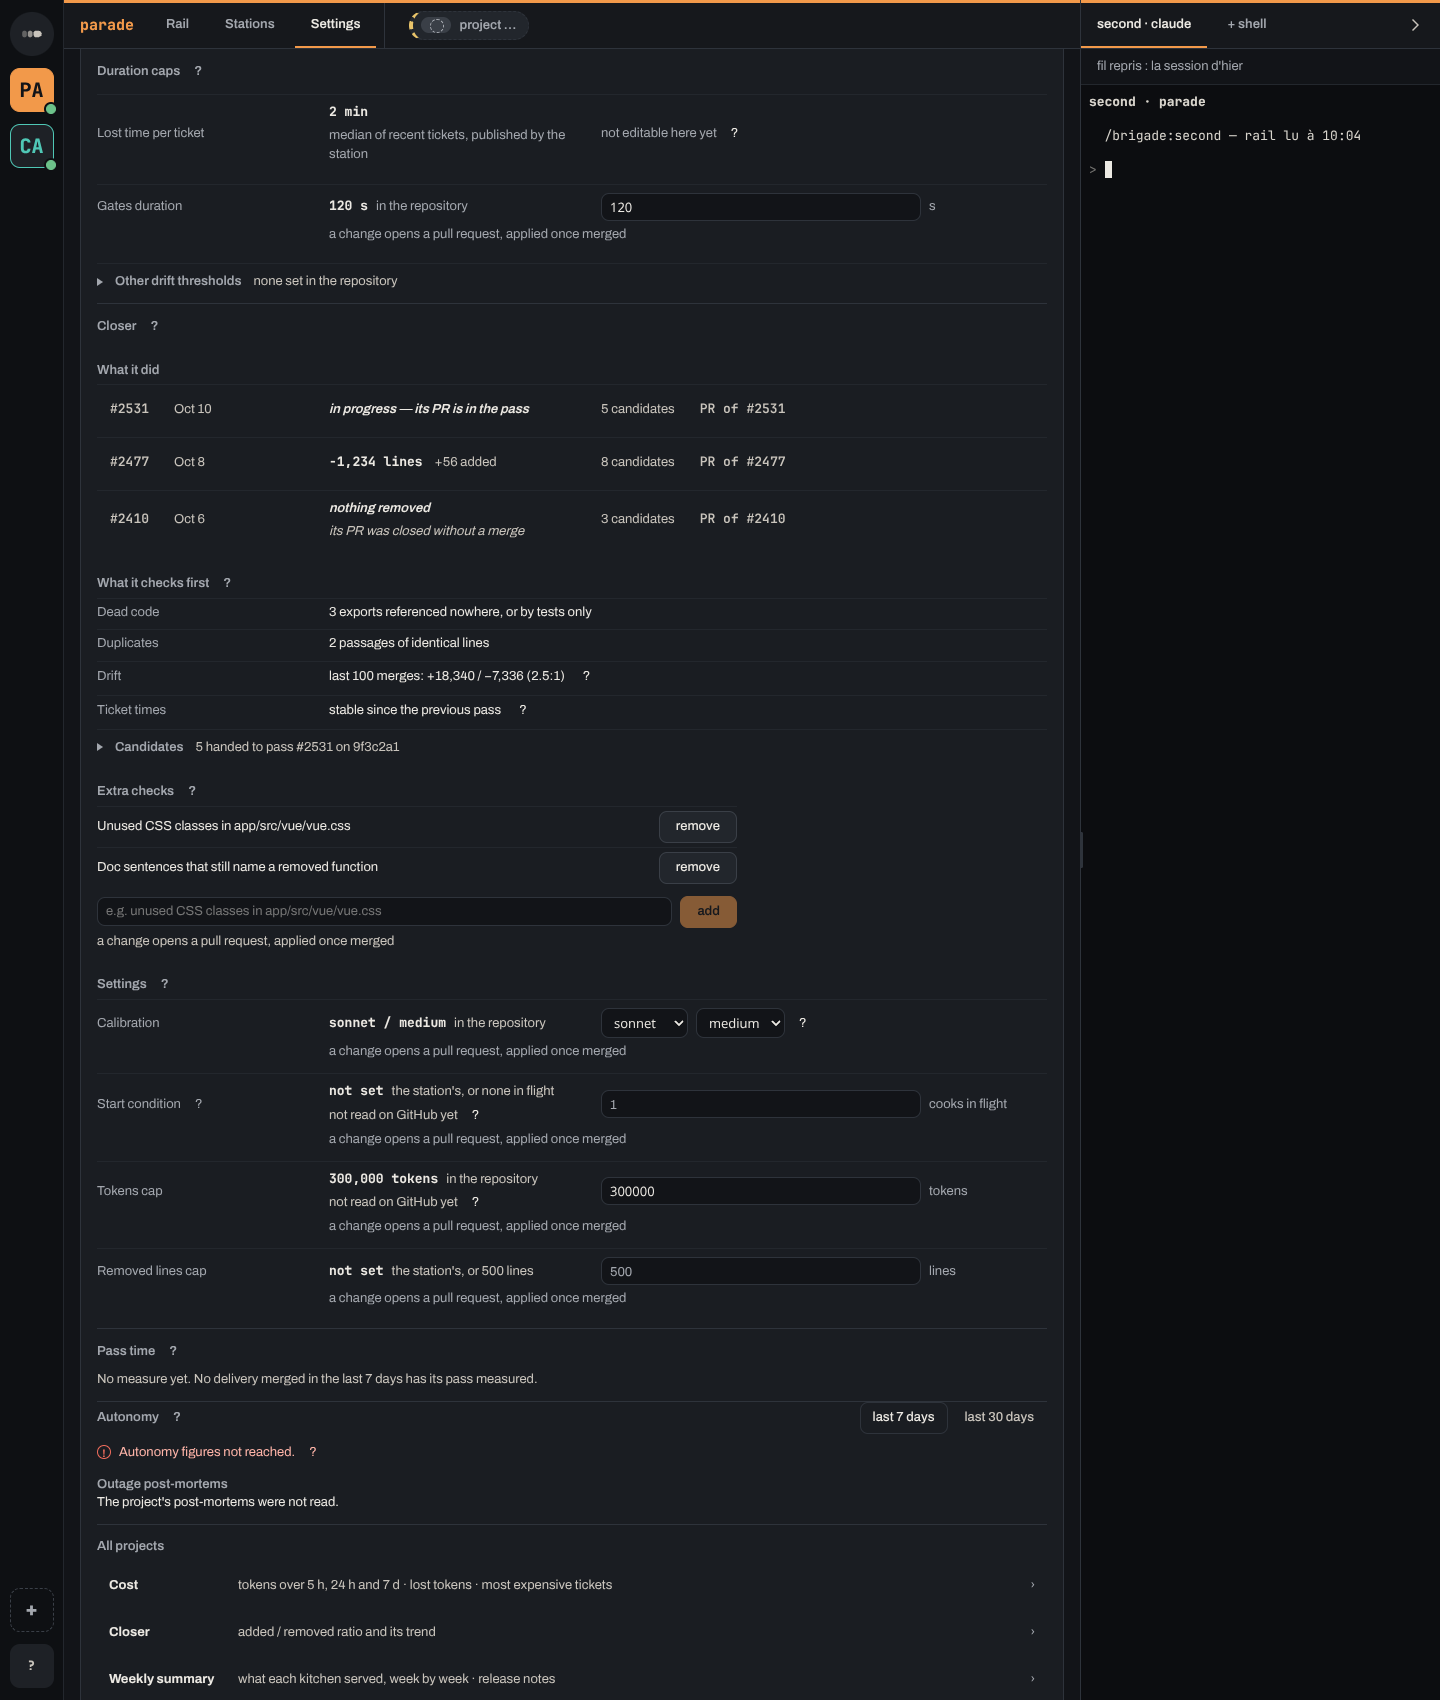 PA
CA
+
?
parade
Rail
Stations
Settings
project ...
Duration caps ?
Lost time per ticket
2 min
median of recent tickets, published by the
station
not editable here yet ?
Gates duration
120 s in the repository
120
s
a change opens a pull request, applied once merged
Other drift thresholds none set in the repository
Closer ?
What it did
#2531 Oct 10 in progress — its PR is in the pass 5 candidates PR of #2531
#2477 Oct 8 -1,234 lines +56 added 8 candidates PR of #2477
#2410 Oct 6 nothing removed
its PR was closed without a merge
3 candidates PR of #2410
What it checks first ?
Dead code 3 exports referenced nowhere, or by tests only
Duplicates 2 passages of identical lines
Drift last 100 merges: +18,340 / −7,336 (2.5:1) ?
Ticket times stable since the previous pass ?
Candidates 5 handed to pass #2531 on 9f3c2a1
Extra checks ?
Unused CSS classes in app/src/vue/vue.css remove
Doc sentences that still name a removed function remove
e.g. unused CSS classes in app/src/vue/vue.css add
a change opens a pull request, applied once merged
Settings ?
Calibration sonnet / medium in the repository sonnet medium ?
a change opens a pull request, applied once merged
Start condition ?
not set the station's, or none in flight
not read on GitHub yet ?
a change opens a pull request, applied once merged
1 cooks in flight
Tokens cap
300,000 tokens in the repository
not read on GitHub yet ?
a change opens a pull request, applied once merged
300000 tokens
Removed lines cap not set the station's, or 500 lines 500 lines
a change opens a pull request, applied once merged
Pass time ?
No measure yet. No delivery merged in the last 7 days has its pass measured.
Autonomy ? last 7 days last 30 days
Autonomy figures not reached. ?
Outage post-mortems
The project's post-mortems were not read.
All projects
Cost tokens over 5 h, 24 h and 7 d · lost tokens · most expensive tickets ›
Closer added / removed ratio and its trend ›
Weekly summary what each kitchen served, week by week · release notes ›
second · claude
+ shell
fil repris : la session d'hier
second · parade
/brigade:second — rail lu à 10:04
>